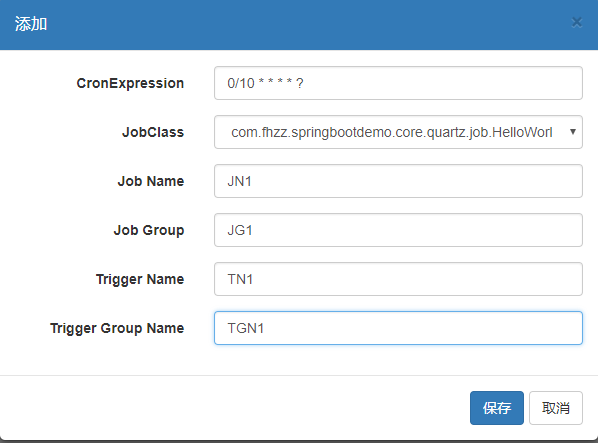 添加 ×
CronExpression 0/10 * * * * ?
JobClass com.fhzz.springbootdemo.core.quartz.job.HelloWorl
Job Name JN1
Job Group JG1
Trigger Name TN1
Trigger Group Name TGN1
保存 取消